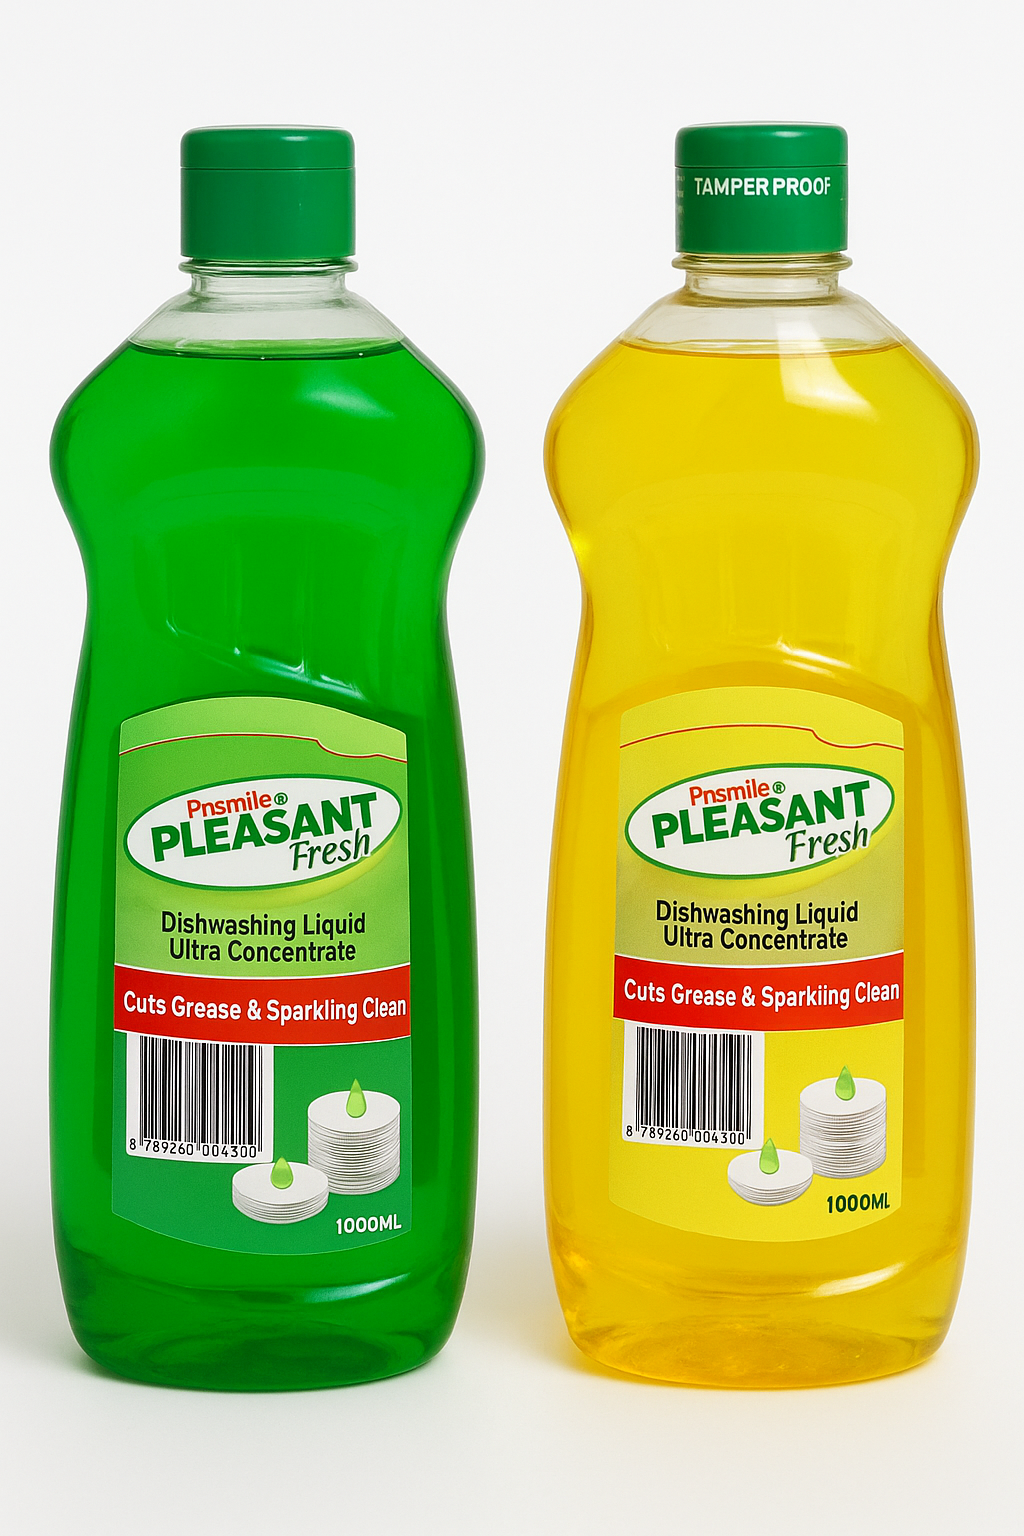 Pnsmile®
PLEASANT
Fresh
Dishwashing Liquid
Ultra Concentrate
Cuts Grease & Sparkling Clean
8 789260 004300
1000ML
TAMPER PROOF
Pnsmile®
PLEASANT
Fresh
Dishwashing Liquid
Ultra Concentrate
Cuts Grease & Sparkiing Clean
8 789260 004300
1000ML